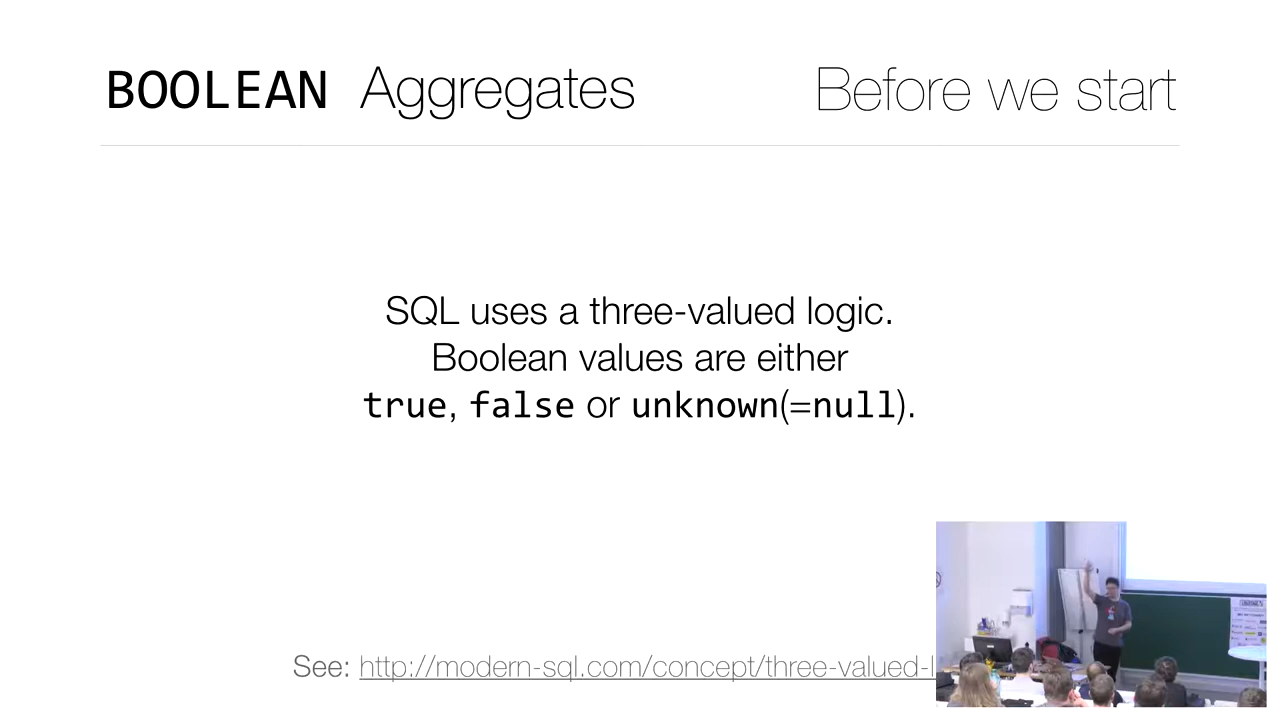 BOOLEAN Aggregates Before we start
SQL uses a three-valued logic.
Boolean values are either
true, false or unknown(=null).
See: http://modern-sql.com/concept/three-valued-l